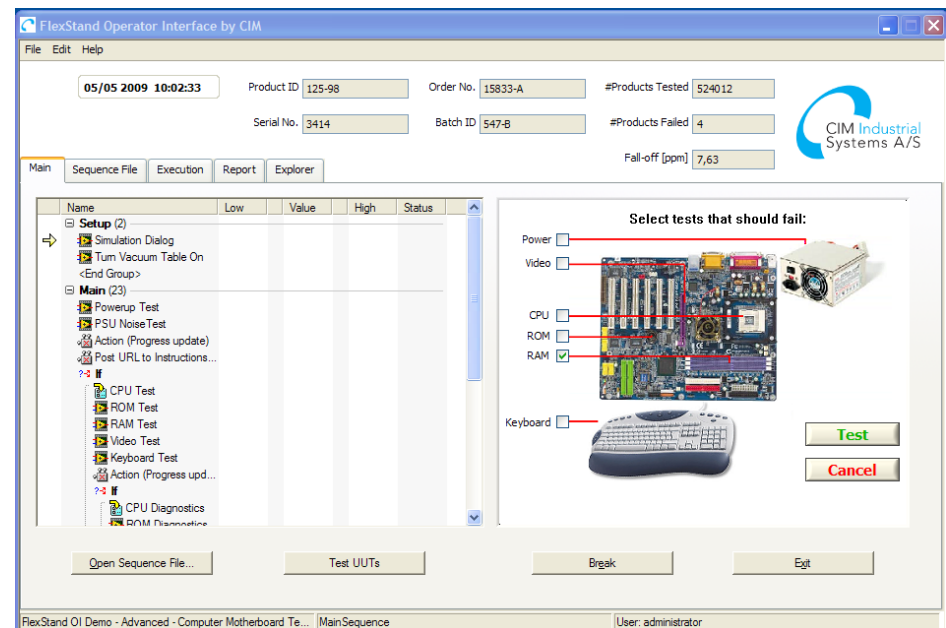 FlexStand Operator Interface by CIM
File Edit Help
05/05 2009 10:02:33
Product ID 125-98
Order No. 15833-A
#Products Tested 524012
Serial No. 3414
Batch ID 547-B
#Products Failed 4
Fall-off [ppm] 7,63
CIM Industrial
Systems A/S
Main Sequence File Execution Report Explorer
Name Low Value High Status
Setup (2)
Simulation Dialog
Turn Vacuum Table On
<End Group>
Main (23)
Powerup Test
PSU NoiseTest
Action (Progress update)
Post URL to Instructions...
If
CPU Test
ROM Test
RAM Test
Video Test
Keyboard Test
Action (Progress upd...
If
CPU Diagnostics
ROM Diagnostics
Select tests that should fail:
Power
Video
CPU
ROM
RAM
Keyboard
Test
Cancel
Open Sequence File...
Test UUTs
Break
Exit
FlexStand OI Demo - Advanced - Computer Motherboard Te... MainSequence User: administrator